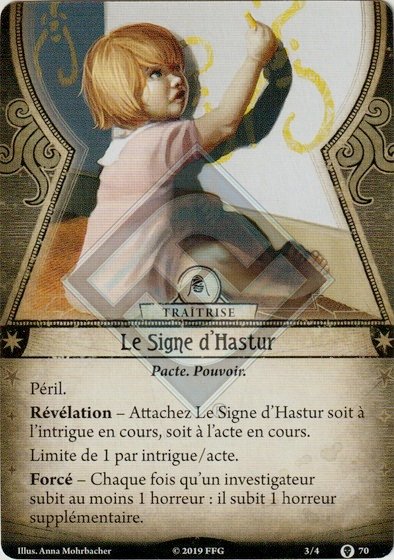 TRAÎTRISE
Le Signe d'Hastur
Pacte. Pouvoir.
Péril.
Révélation – Attachez Le Signe d'Hastur soit à
l'intrigue en cours, soit à l'acte en cours.
Limite de 1 par intrigue/acte.
Forcé – Chaque fois qu'un investigateur
subit au moins 1 horreur : il subit 1 horreur
supplémentaire.
Illus. Anna Mohrbacher © 2019 FFG 3/4 70